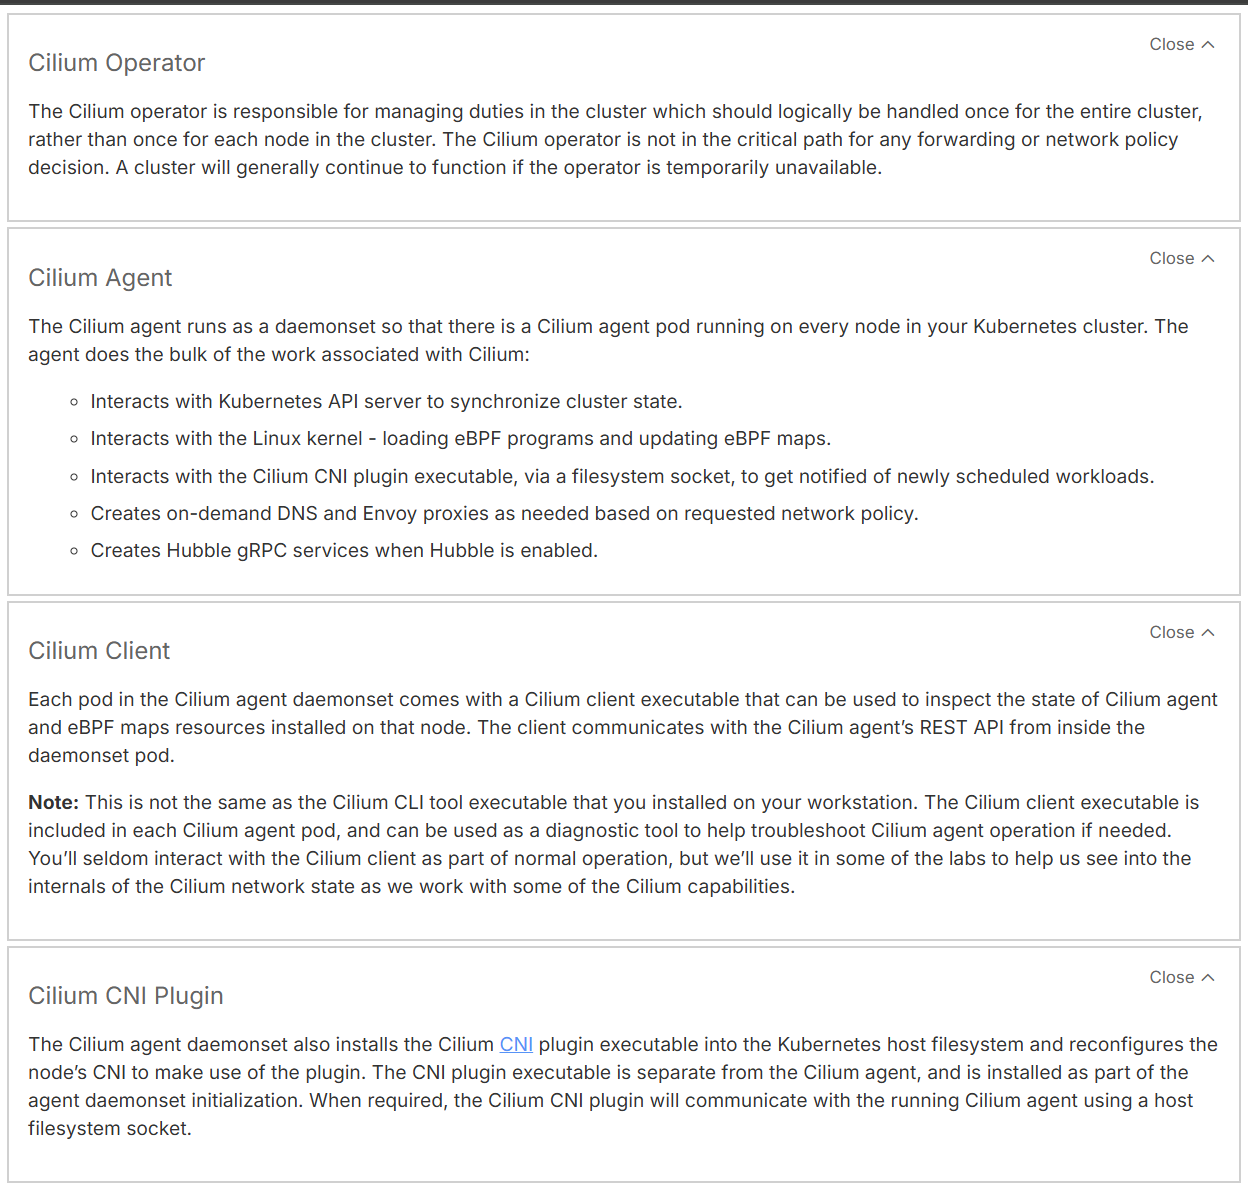 Close
Cilium Operator
The Cilium operator is responsible for managing duties in the cluster which should logically be handled once for the entire cluster,
rather than once for each node in the cluster. The Cilium operator is not in the critical path for any forwarding or network policy
decision. A cluster will generally continue to function if the operator is temporarily unavailable.
Close
Cilium Agent
The Cilium agent runs as a daemonset so that there is a Cilium agent pod running on every node in your Kubernetes cluster. The
agent does the bulk of the work associated with Cilium:
Interacts with Kubernetes API server to synchronize cluster state.
Interacts with the Linux kernel - loading eBPF programs and updating eBPF maps.
Interacts with the Cilium CNI plugin executable, via a filesystem socket, to get notified of newly scheduled workloads.
Creates on-demand DNS and Envoy proxies as needed based on requested network policy.
Creates Hubble gRPC services when Hubble is enabled.
Close
Cilium Client
Each pod in the Cilium agent daemonset comes with a Cilium client executable that can be used to inspect the state of Cilium agent
and eBPF maps resources installed on that node. The client communicates with the Cilium agent’s REST API from inside the
daemonset pod.
Note: This is not the same as the Cilium CLI tool executable that you installed on your workstation. The Cilium client executable is
included in each Cilium agent pod, and can be used as a diagnostic tool to help troubleshoot Cilium agent operation if needed.
You’ll seldom interact with the Cilium client as part of normal operation, but we’ll use it in some of the labs to help us see into the
internals of the Cilium network state as we work with some of the Cilium capabilities.
Close
Cilium CNI Plugin
The Cilium agent daemonset also installs the Cilium CNI plugin executable into the Kubernetes host filesystem and reconfigures the
node’s CNI to make use of the plugin. The CNI plugin executable is separate from the Cilium agent, and is installed as part of the
agent daemonset initialization. When required, the Cilium CNI plugin will communicate with the running Cilium agent using a host
filesystem socket.